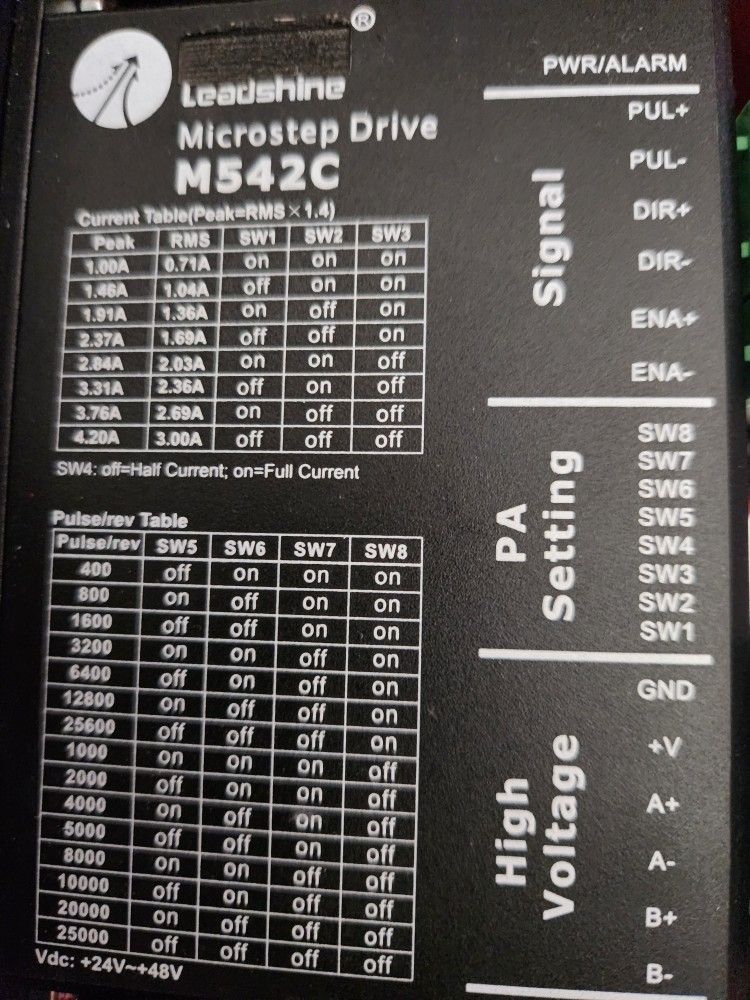 Leadshine®
Microstep Drive
M542C
Current Table(Peak=RMS×1.4)
Peak RMS SW1 SW2 SW3
1.00A 0.71A on on on
1.46A 1.04A off on on
1.91A 1.36A on off on
2.37A 1.69A off off on
2.84A 2.03A on on off
3.31A 2.36A off on off
3.76A 2.69A on off off
4.20A 3.00A off off off
SW4: off=Half Current; on=Full Current
Pulse/rev Table
Pulse/rev SW5 SW6 SW7 SW8
400 off on on on
800 on off on on
1600 off off on on
3200 on on off on
6400 off on off on
12800 on off off on
25600 off off off on
1000 on on on off
2000 off on on off
4000 on off on off
5000 off off on off
8000 on on off off
10000 off on off off
20000 on off off off
25000 off off off off
Vdc: +24V~+48V
PWR/ALARM
Signal
PUL+
PUL-
DIR+
DIR-
ENA+
ENA-
PA
Setting
SW8
SW7
SW6
SW5
SW4
SW3
SW2
SW1
High
Voltage
GND
+V
A+
A-
B+
B-